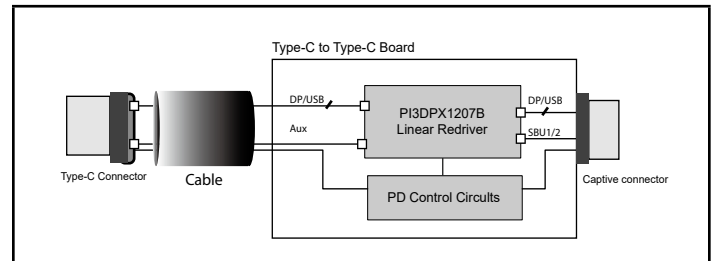 Type-C to Type-C Board
DP/USB
PI3DPX1207B
Linear Redriver
DP/USB
Aux
SBU1/2
Type-C Connector
Cable
PD Control Circults
Captive connector